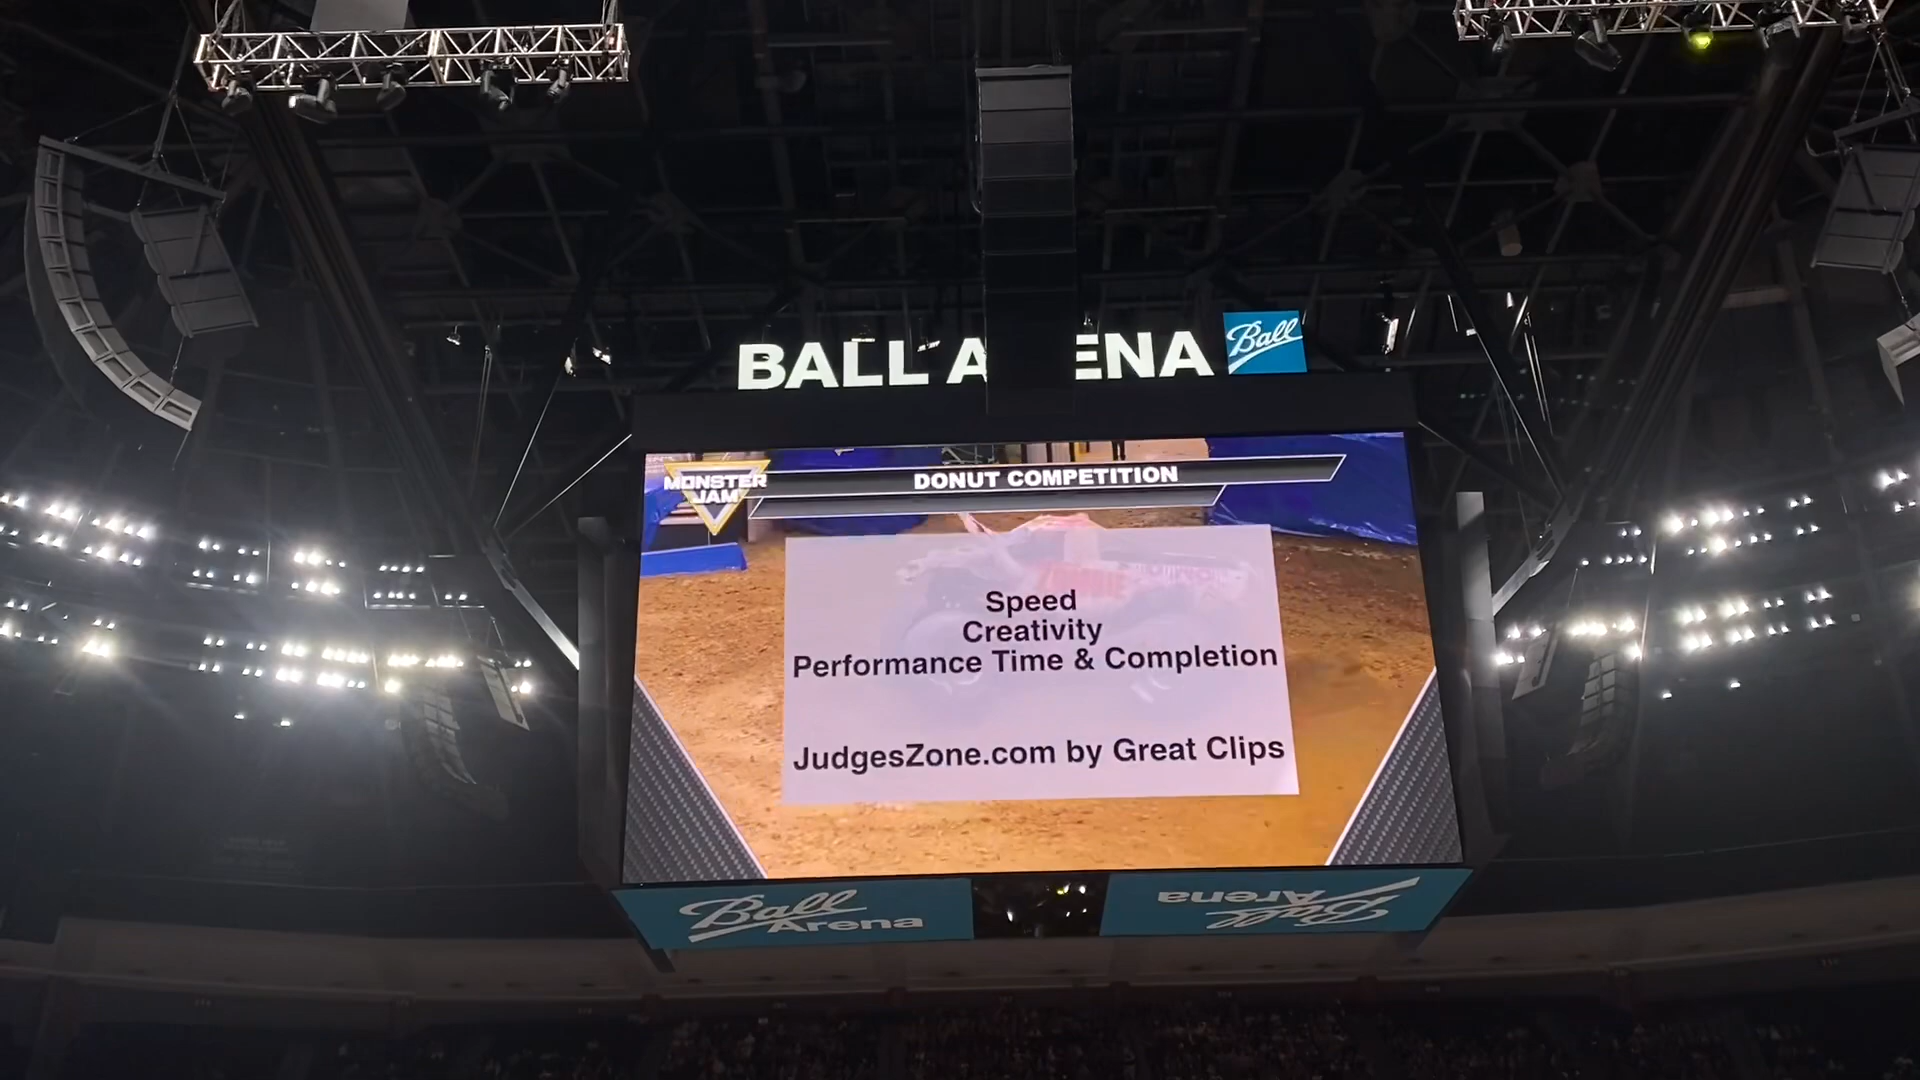 BALL A ENA
Ball
MONSTER
JAM
DONUT COMPETITION
Speed
Creativity
Performance Time & Completion
JudgesZone.com by Great Clips
Ball
Arena
Ball
Arena